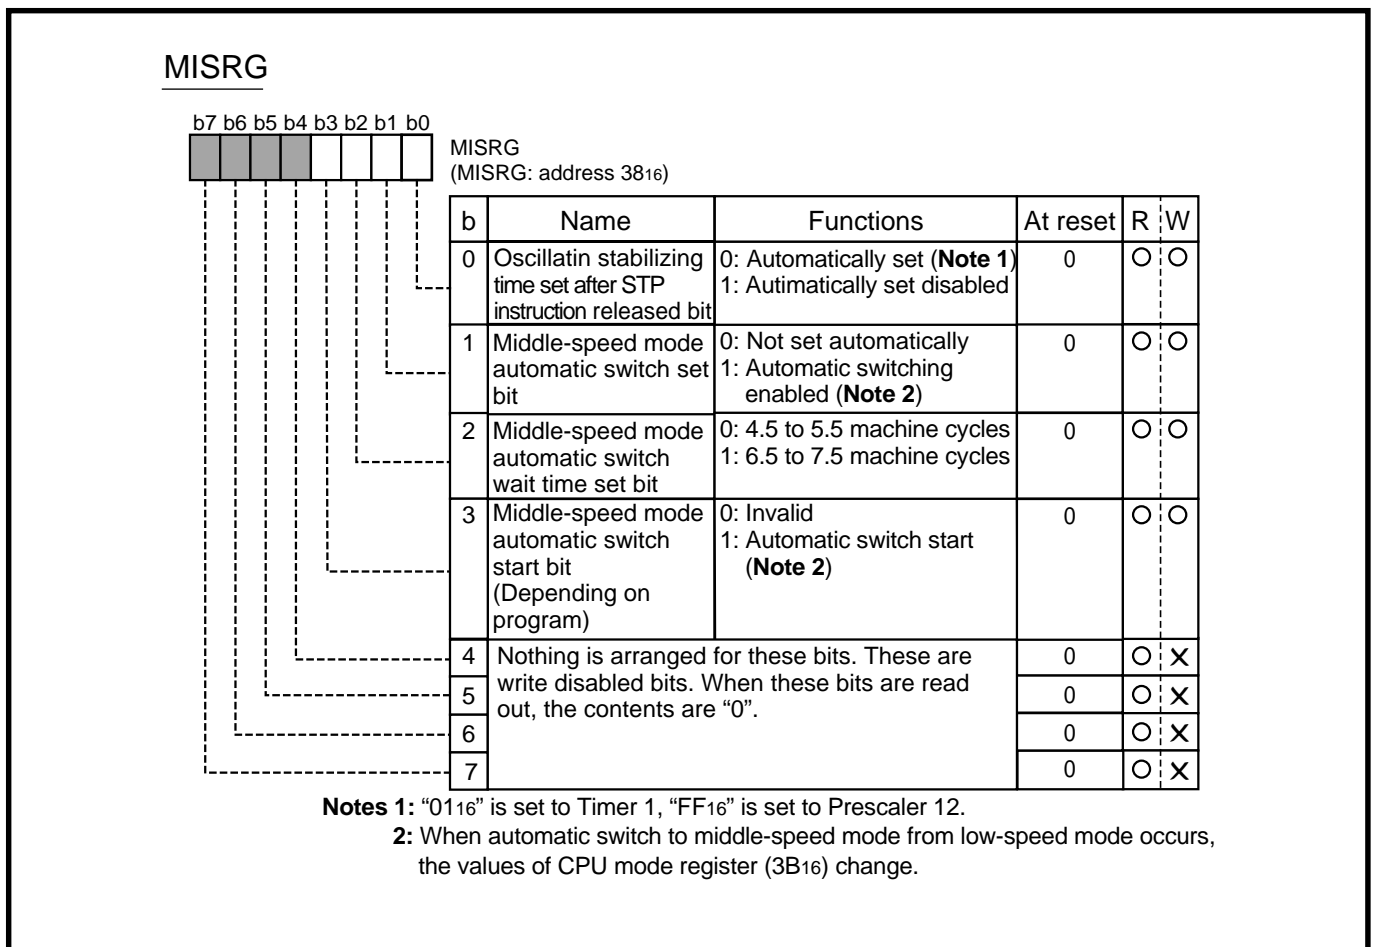 MISRG
b7 b6 b5 b4 b3 b2 b1 b0
MISRG
(MISRG: address 3816)
b Name Functions At reset R W
0 Oscillatin stabilizing time set after STP instruction released bit 0: Automatically set (Note 1) 1: Autimatically set disabled 0 O O
1 Middle-speed mode automatic switch set bit 0: Not set automatically 1: Automatic switching enabled (Note 2) 0 O O
2 Middle-speed mode automatic switch wait time set bit 0: 4.5 to 5.5 machine cycles 1: 6.5 to 7.5 machine cycles 0 O O
3 Middle-speed mode automatic switch start bit (Depending on program) 0: Invalid 1: Automatic switch start (Note 2) 0 O O
4 Nothing is arranged for these bits. These are write disabled bits. When these bits are read out, the contents are “0”. 0 O X
5 0 O X
6 0 O X
7 0 O X
Notes 1: “0116” is set to Timer 1, “FF16” is set to Prescaler 12.
2: When automatic switch to middle-speed mode from low-speed mode occurs,
the values of CPU mode register (3B16) change.